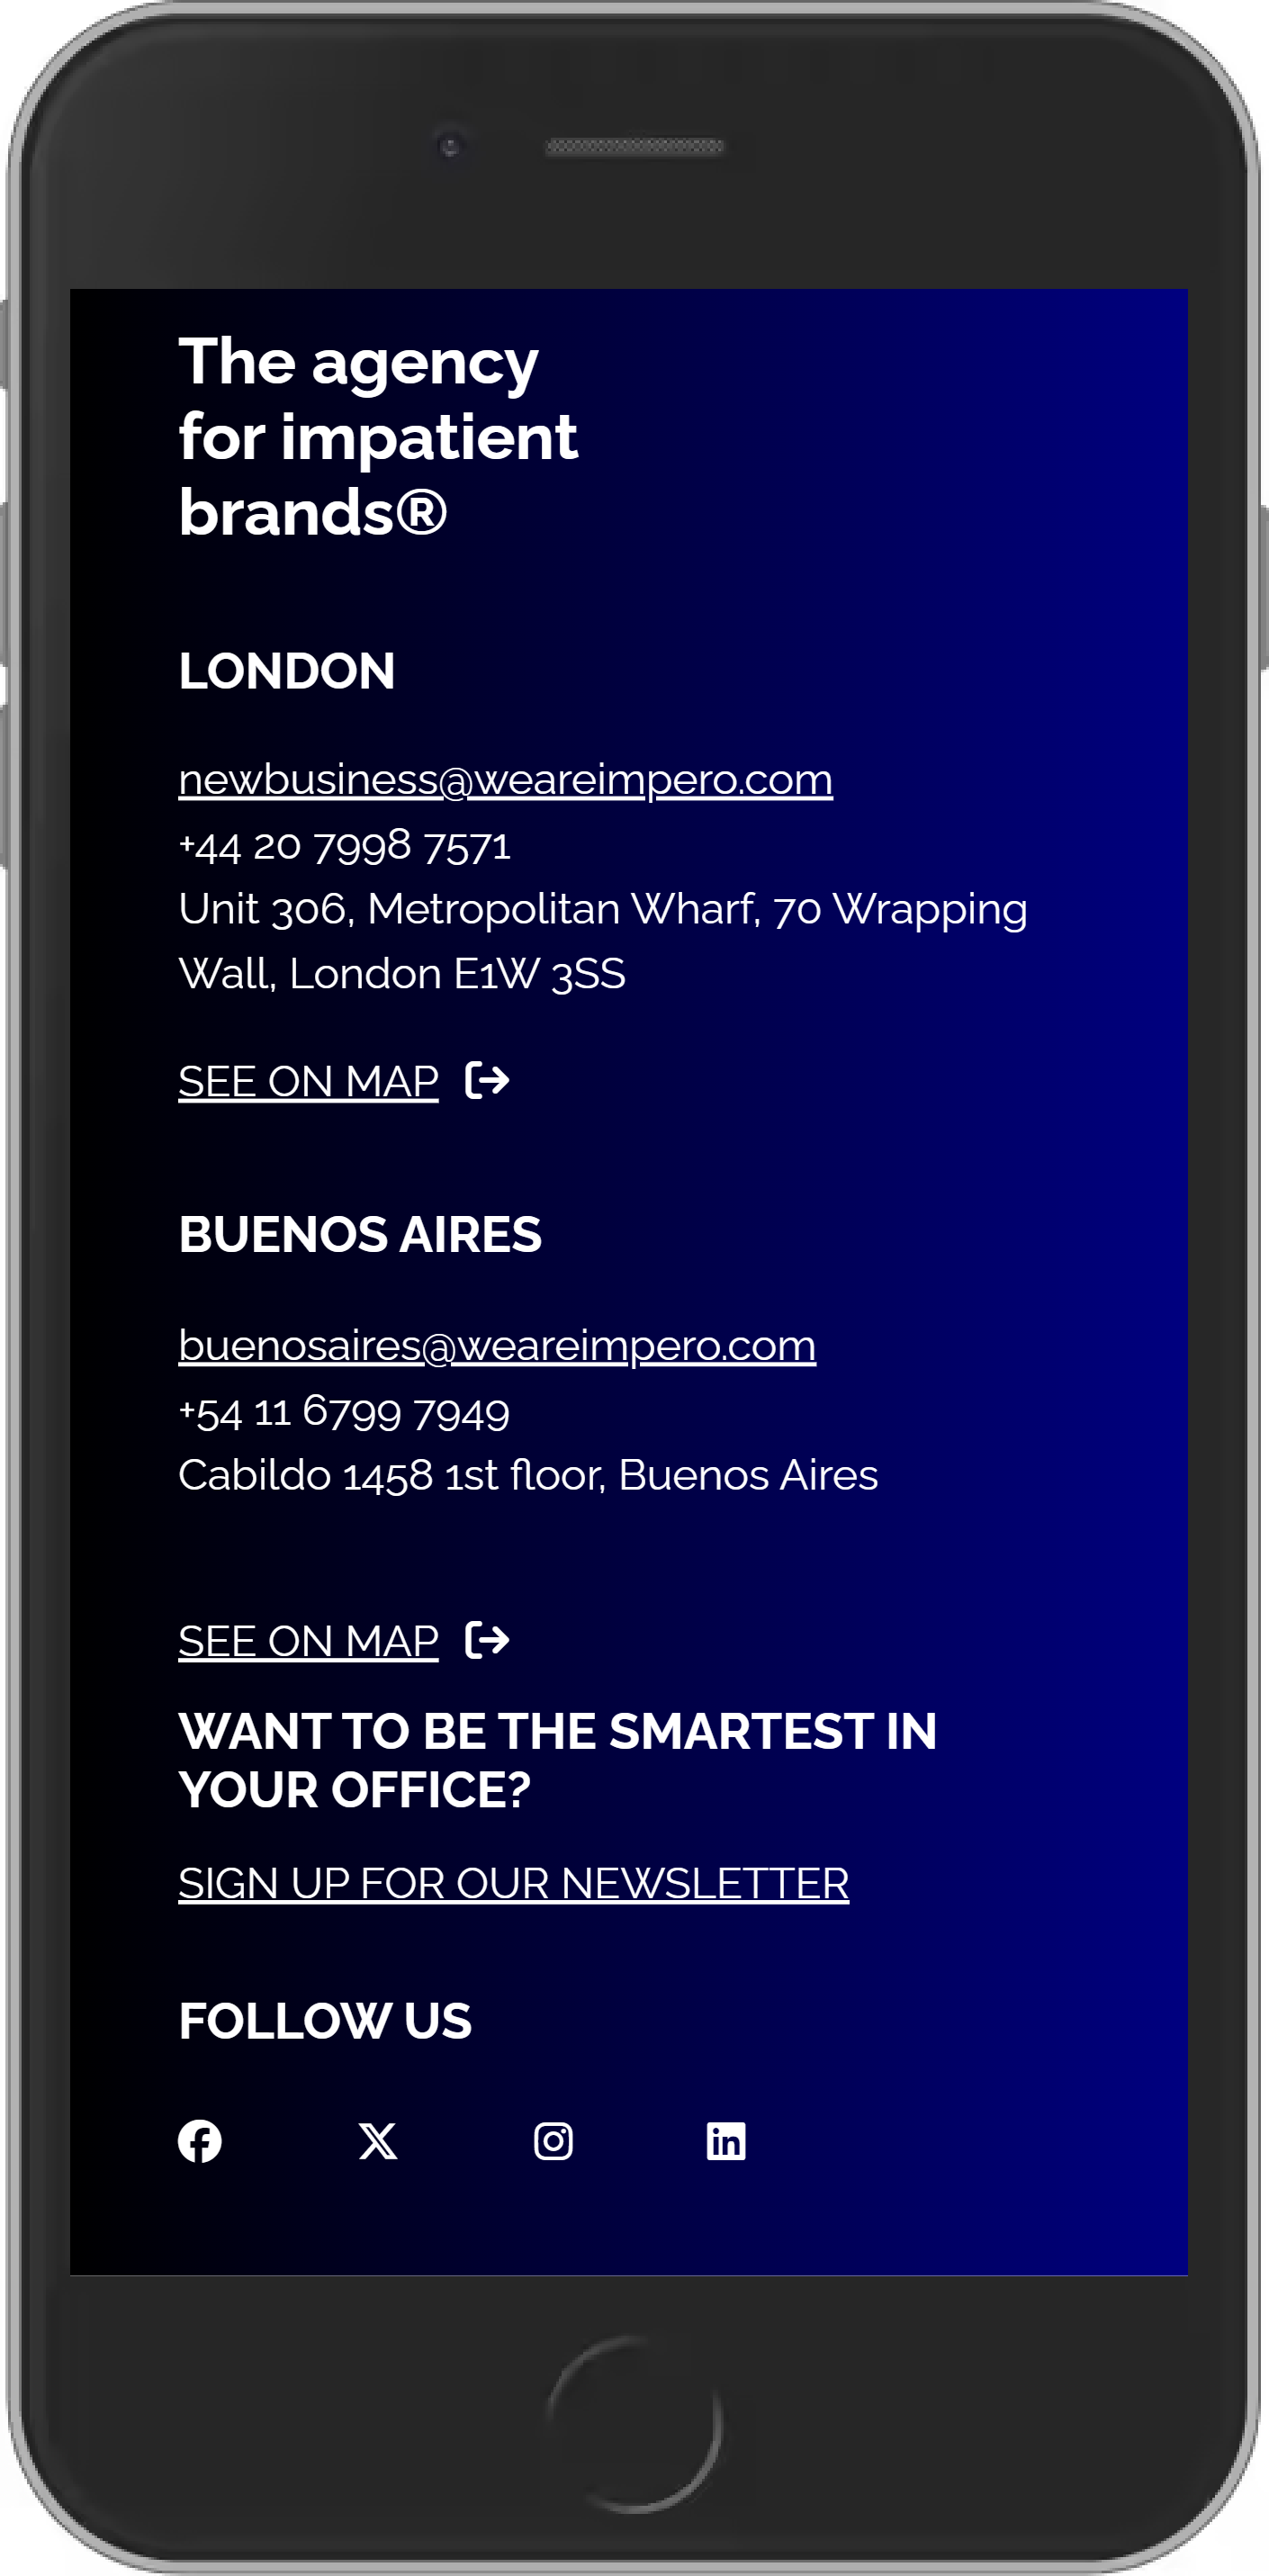 The agency
for impatient
brands®
LONDON
newbusiness@weareimpero.com
+44 20 7998 7571
Unit 306, Metropolitan Wharf, 70 Wrapping
Wall, London E1W 3SS
SEE ON MAP
BUENOS AIRES
buenosaires@weareimpero.com
+54 11 6799 7949
Cabildo 1458 1st floor, Buenos Aires
SEE ON MAP
WANT TO BE THE SMARTEST IN
YOUR OFFICE?
SIGN UP FOR OUR NEWSLETTER
FOLLOW US